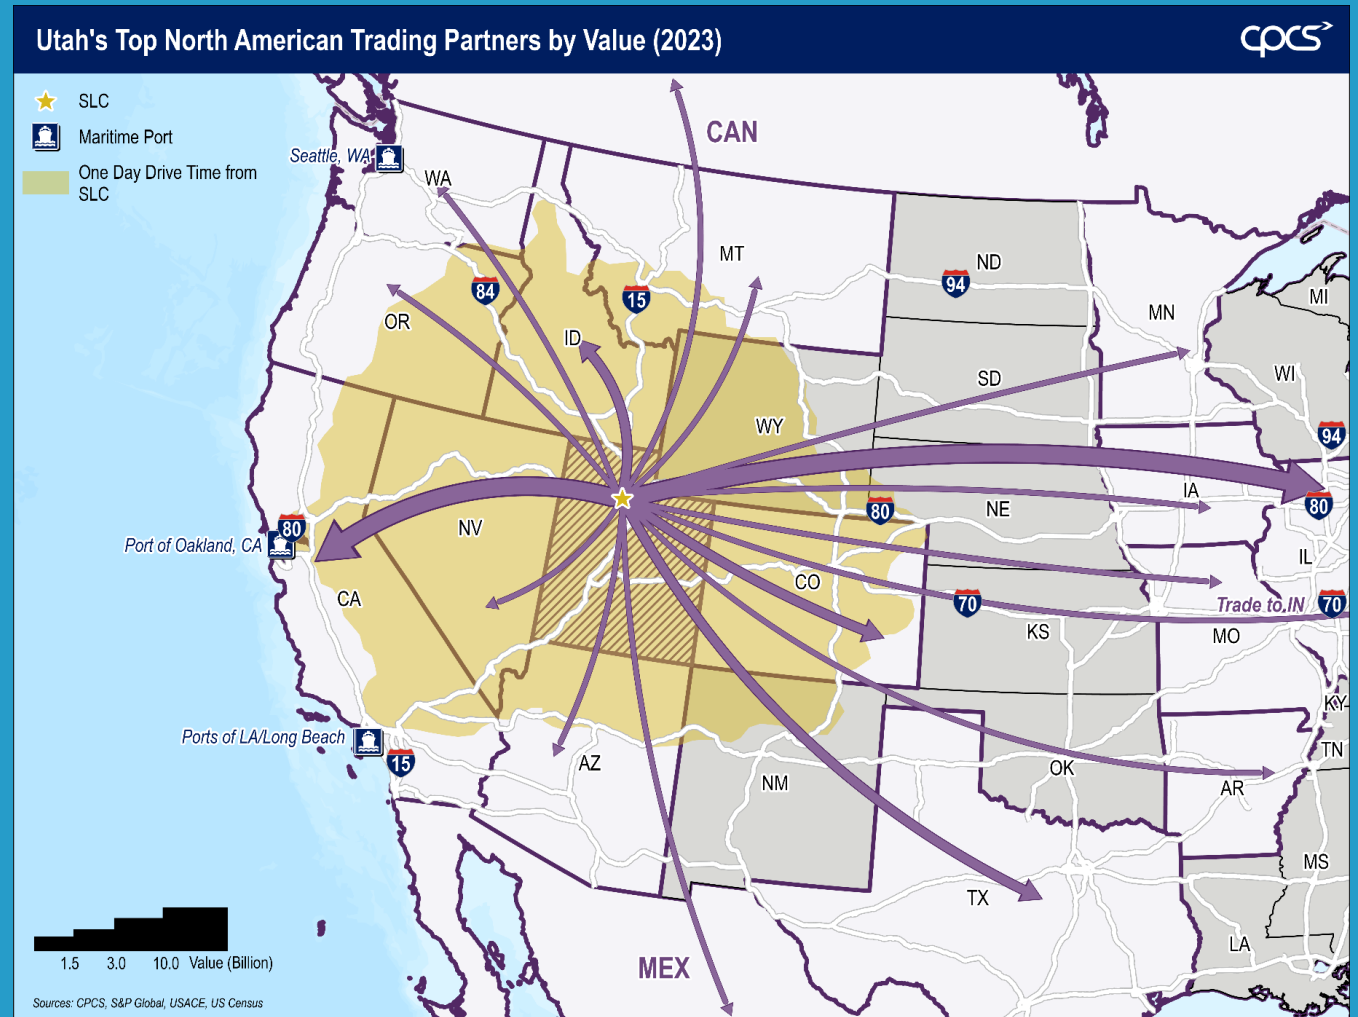 Utah's Top North American Trading Partners by Value (2023)
cpcs
SLC
Maritime Port
One Day Drive Time from
SLC
CAN
Seattle, WA
WA
MT
ND
94
84
15
MI
MN
OR
ID
SD
WI
WY
94
IA
80
80
80
NE
NV
Port of Oakland, CA
IL
CO
CA
70
Trade to IN
70
KS
MO
KY
Ports of LA/Long Beach
TN
15
AZ
OK
NM
AR
MS
TX
LA
MEX
1.5 3.0 10.0 Value (Billion)
Sources: CPCS, S&P Global, USACE, US Census